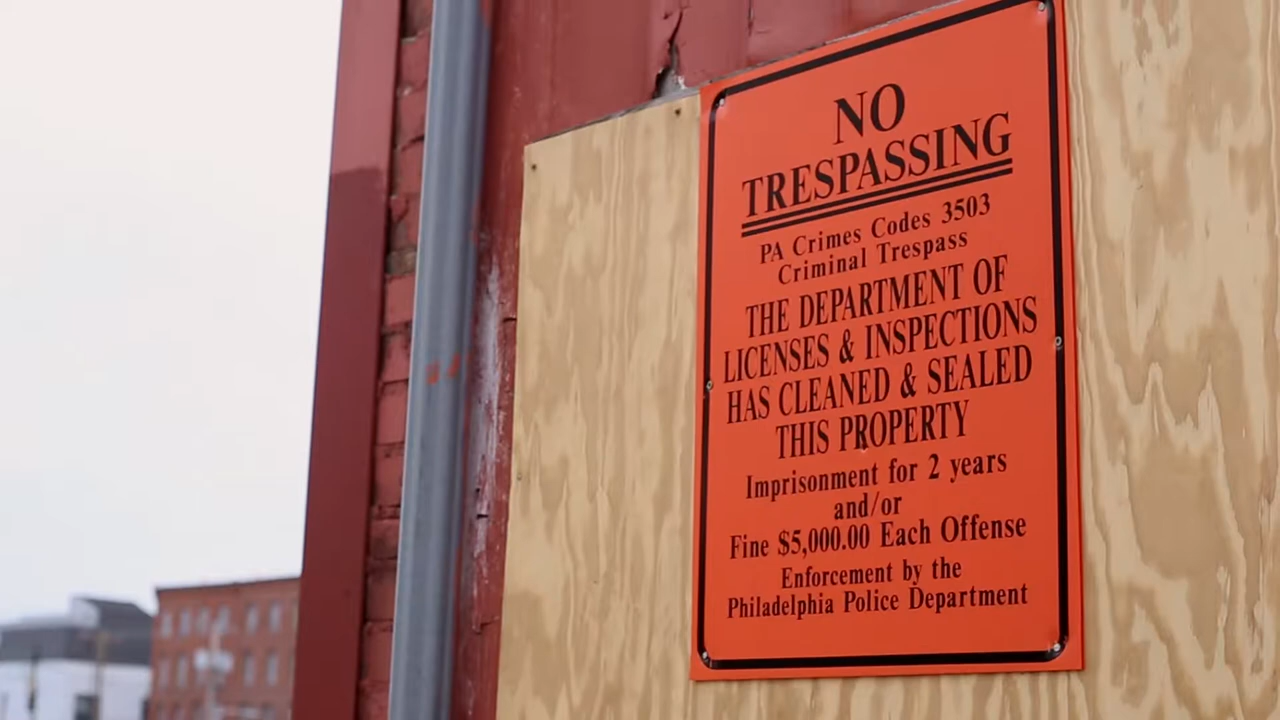 NO
TRESPASSING
PA Crimes Codes 3503
Criminal Trespass
THE DEPARTMENT OF
LICENSES & INSPECTIONS
HAS CLEANED & SEALED
THIS PROPERTY
Imprisonment for 2 years
and/or
Fine $5,000.00 Each Offense
Enforcement by the
Philadelphia Police Department